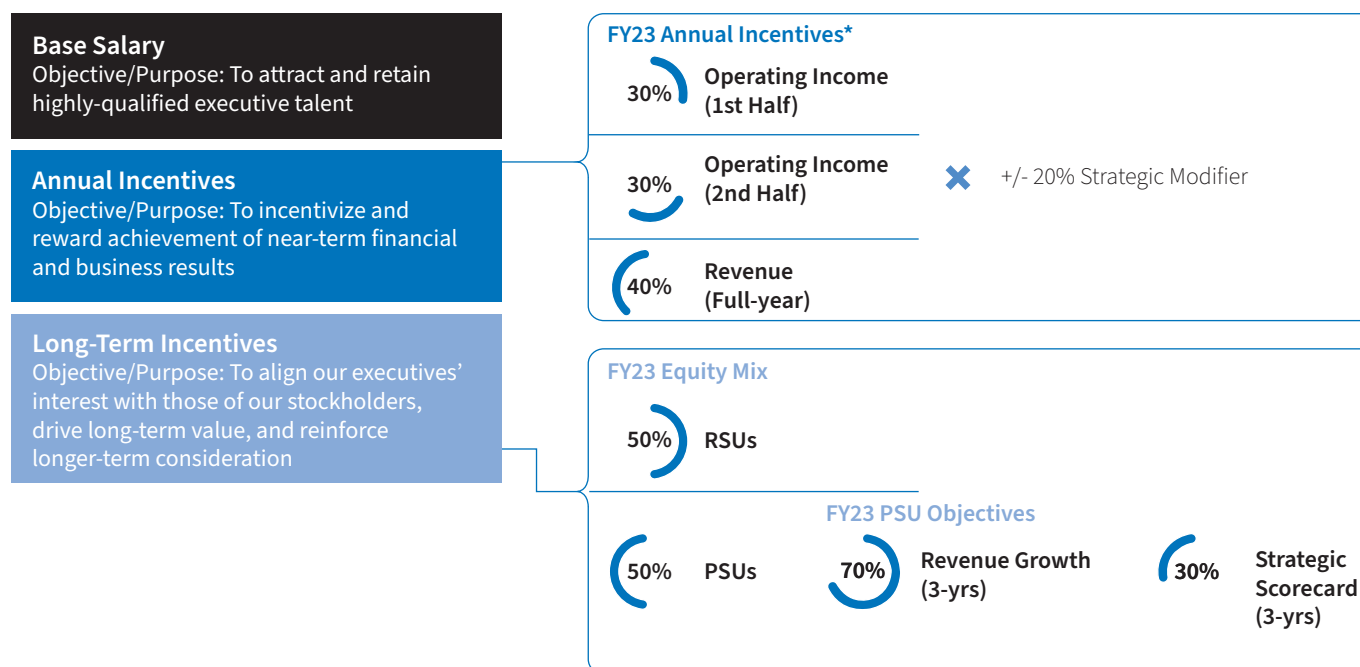 Base Salary
Objective/Purpose: To attract and retain
highly-qualified executive talent
Annual Incentives
Objective/Purpose: To incentivize and
reward achievement of near-term financial
and business results
Long-Term Incentives
Objective/Purpose: To align our executives’
interest with those of our stockholders,
drive long-term value, and reinforce
longer-term consideration
FY23 Annual Incentives*
30%
Operating Income
(1st Half)
30%
Operating Income
(2nd Half)
+/- 20% Strategic Modifier
40%
Revenue
(Full-year)
FY23 Equity Mix
50%
RSUs
50%
PSUs
FY23 PSU Objectives
70%
Revenue Growth
(3-yrs)
30%
Strategic
Scorecard
(3-yrs)